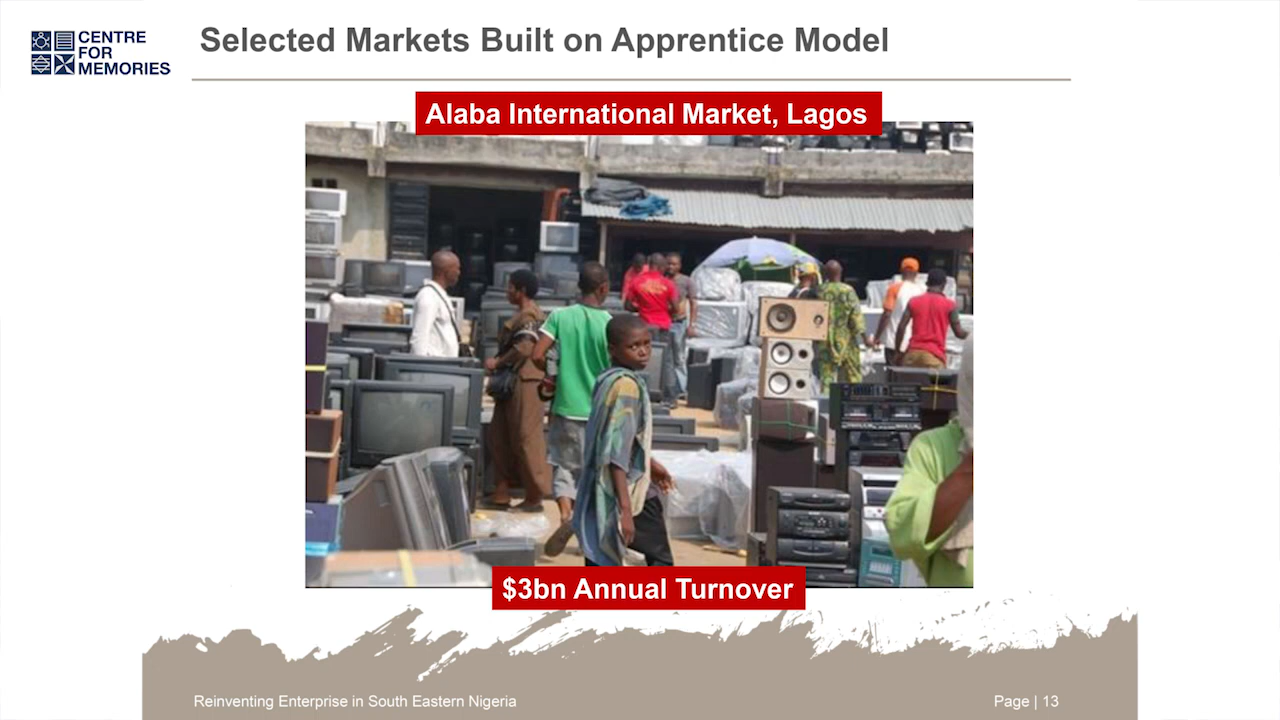 CENTRE
FOR
MEMORIES
Selected Markets Built on Apprentice Model
Alaba International Market, Lagos
$3bn Annual Turnover
Reinventing Enterprise in South Eastern Nigeria
Page | 13